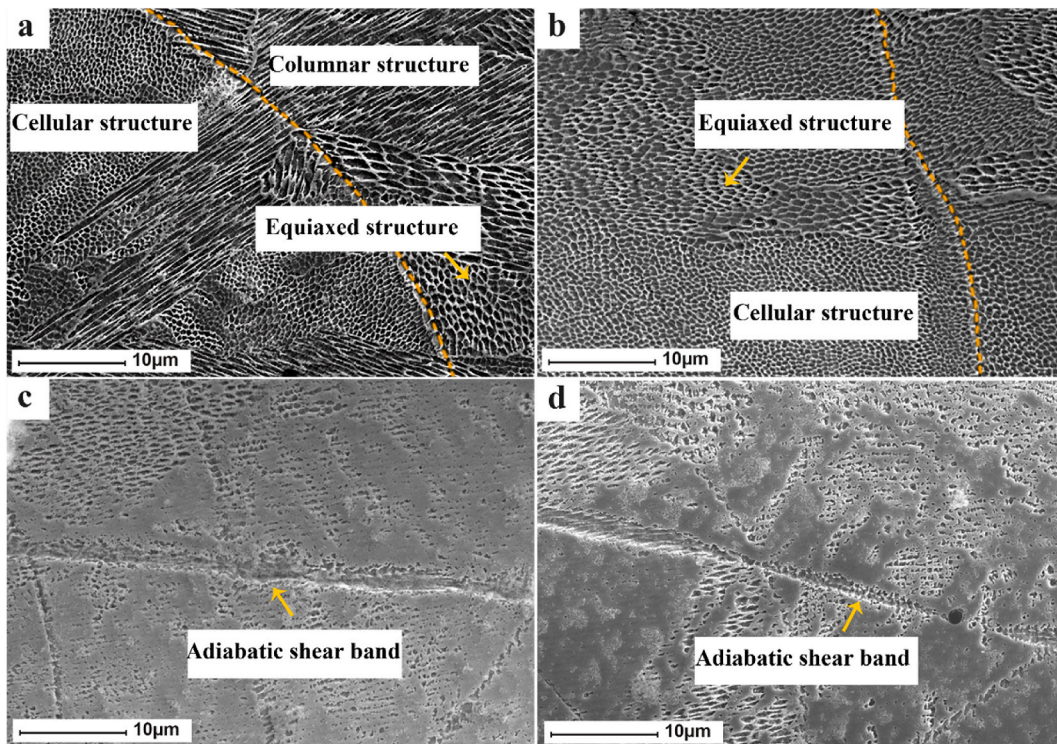 a
Columnar structure
Cellular structure
Equiaxed structure
10μm
b
Equiaxed structure
Cellular structure
10μm
c
Adiabatic shear band
10μm
d
Adiabatic shear band
10μm